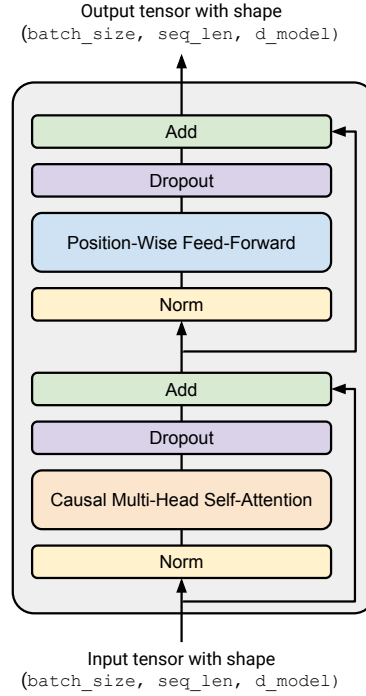 Output tensor with shape
(batch_size, seq_len, d_model)
Add
Dropout
Position-Wise Feed-Forward
Norm
Add
Dropout
Causal Multi-Head Self-Attention
Norm
Input tensor with shape
(batch_size, seq_len, d_model)